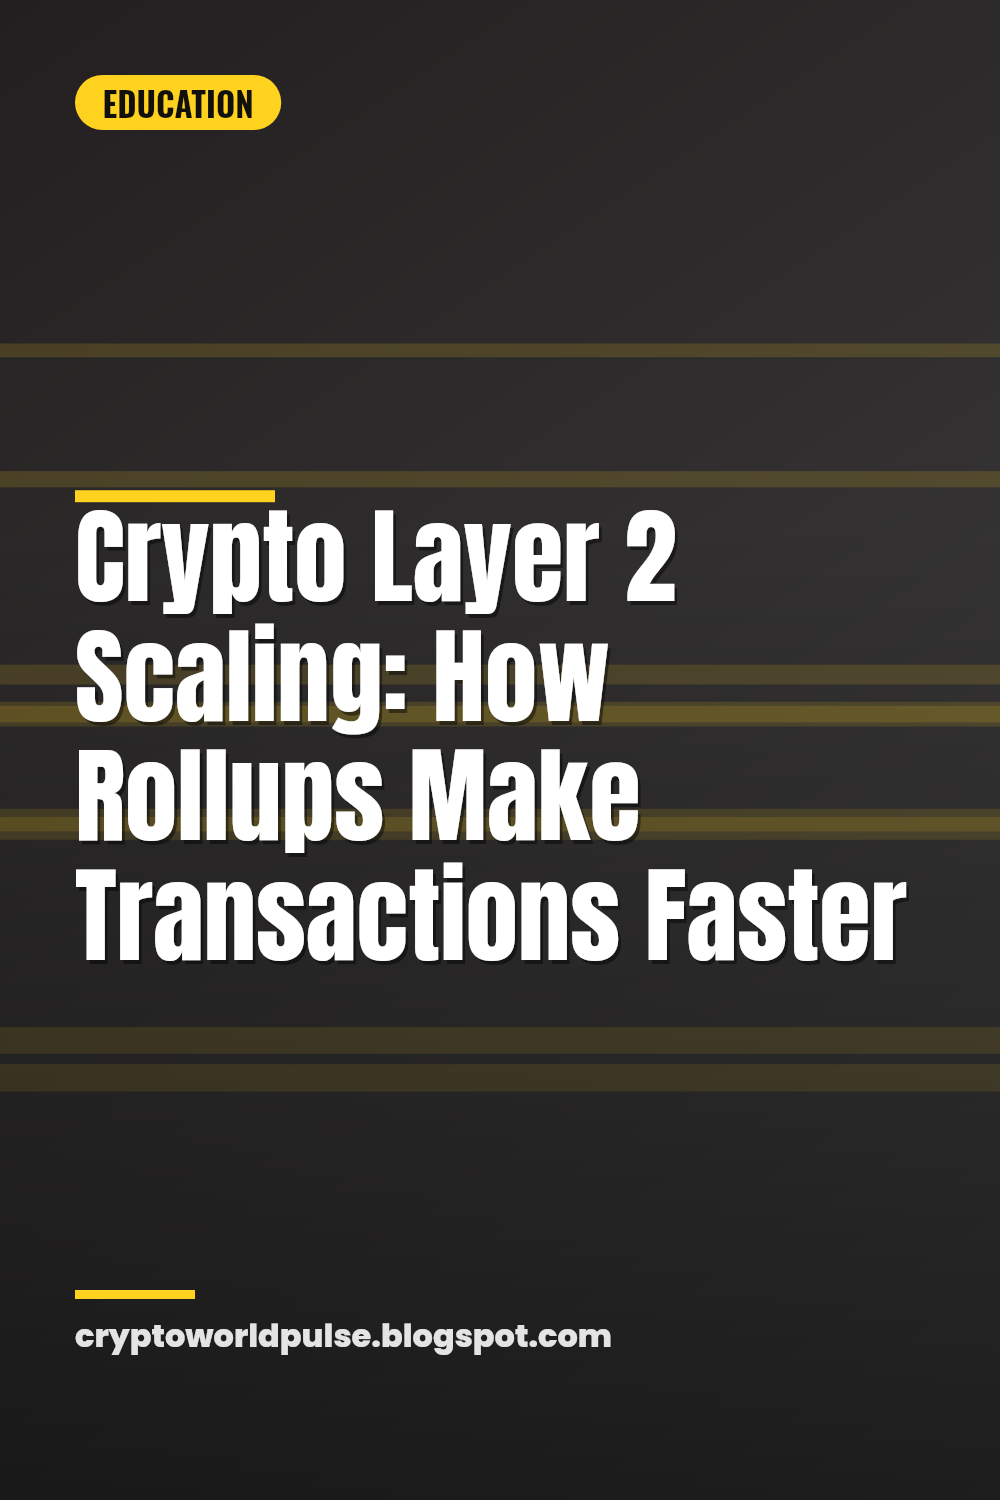 EDUCATION
Crypto Layer 2
Scaling: How
Rollups Make
Transactions Faster
cryptoworldpulse.blogspot.com